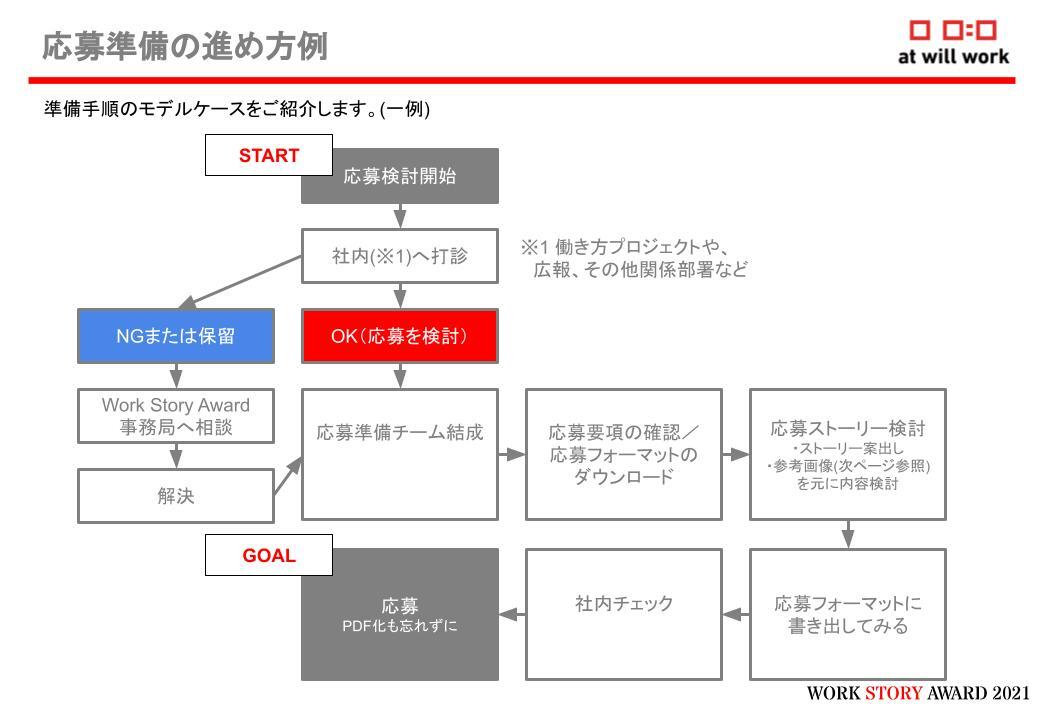 応募準備の進め方例
at will work
準備手順のモデルケースをご紹介します。(一例)
START
応募検討開始
社内(※1)へ打診
※1 働き方プロジェクトや、
広報、その他関係部署など
NGまたは保留
OK(応募を検討)
Work Story Award
事務局へ相談
解決
応募準備チーム結成
応募要項の確認／
応募フォーマットの
ダウンロード
応募ストーリー検討
・ストーリー案出し
・参考画像(次ページ参照)
を元に内容検討
GOAL
応募
PDF化も忘れずに
社内チェック
応募フォーマットに
書き出してみる
WORK STORY AWARD 2021